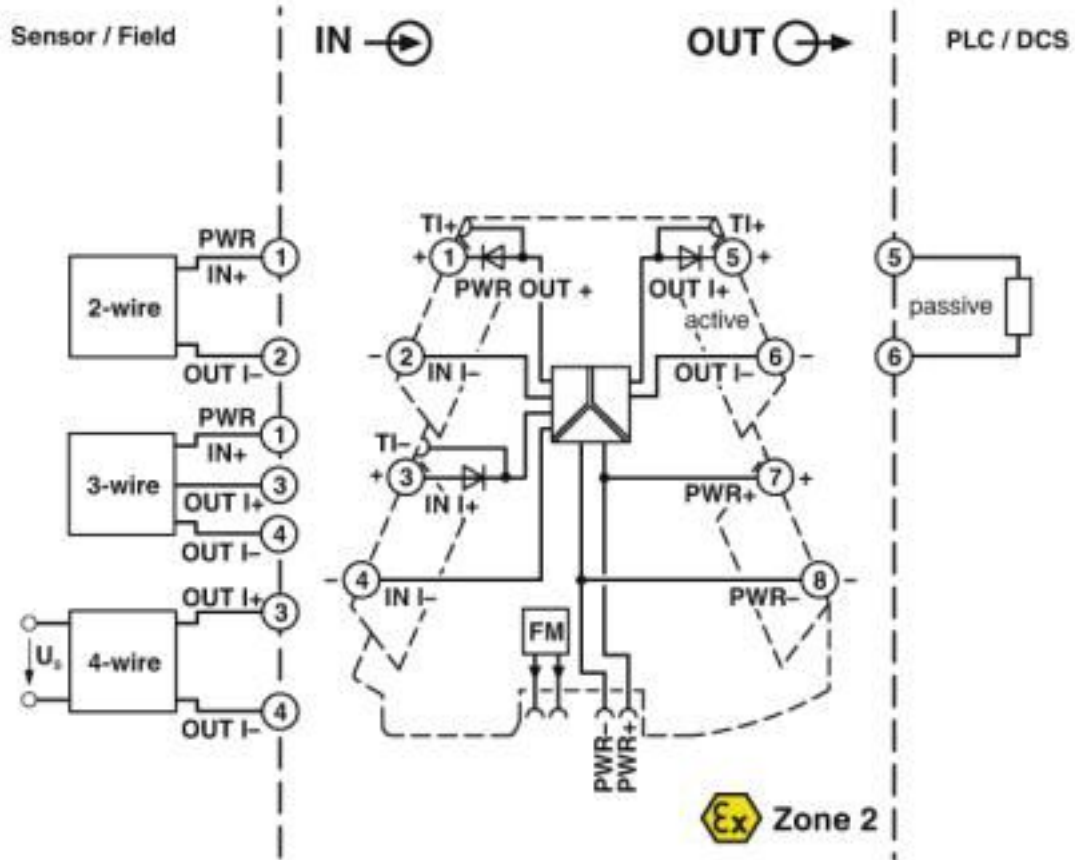 Sensor / Field
IN
OUT
PLC / DCS
2-wire
PWR
IN+
1
2
OUT I–
3-wire
PWR
IN+
1
OUT I+
3
4
OUT I–
4-wire
OUT I+
3
4
OUT I–
TI+
+
1
PWR OUT +
–
2
IN I–
TI–
+
3
IN I+
–
4
IN I–
TI+
5
+
OUT I+
active
6
–
OUT I–
7
+
PWR+
8
–
PWR–
FM
PWR–
PWR+
5
passive
6
Ex
Zone 2